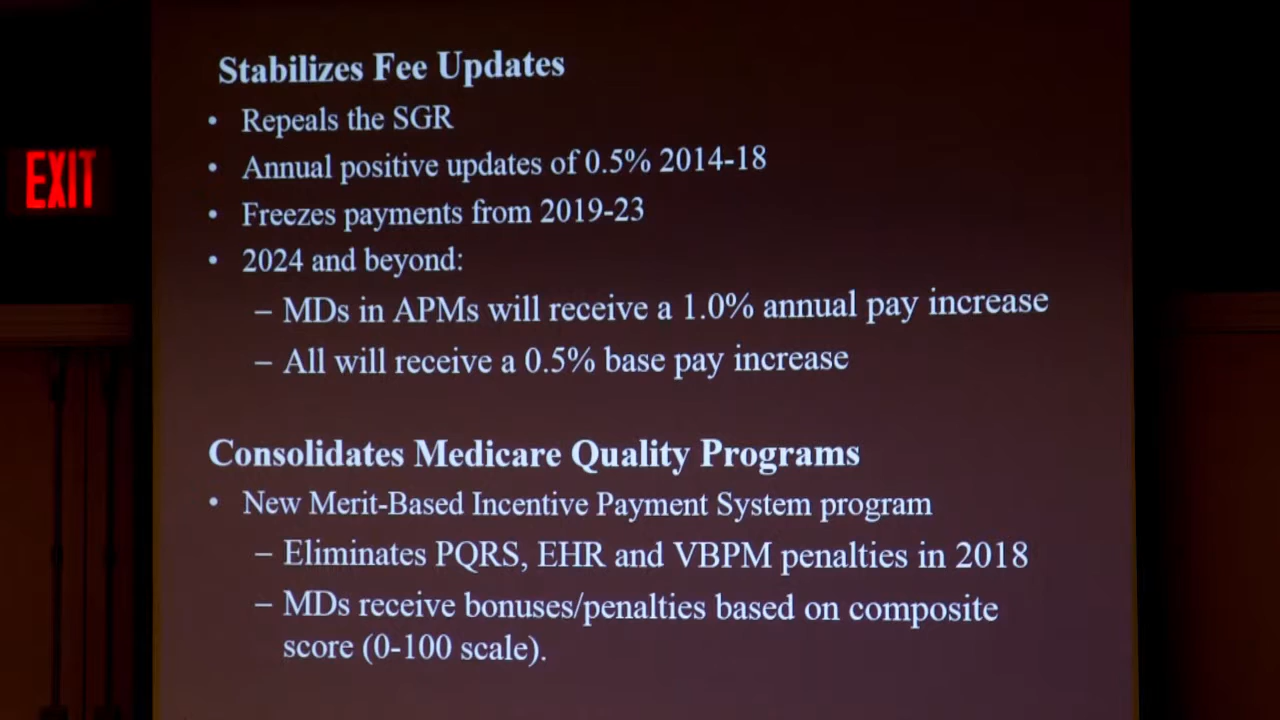 Stabilizes Fee Updates
• Repeals the SGR
• Annual positive updates of 0.5% 2014-18
EXIT
• Freezes payments from 2019-23
• 2024 and beyond:
– MDs in APMs will receive a 1.0% annual pay increase
– All will receive a 0.5% base pay increase
Consolidates Medicare Quality Programs
• New Merit-Based Incentive Payment System program
– Eliminates PQRS, EHR and VBPM penalties in 2018
– MDs receive bonuses/penalties based on composite
score (0-100 scale).